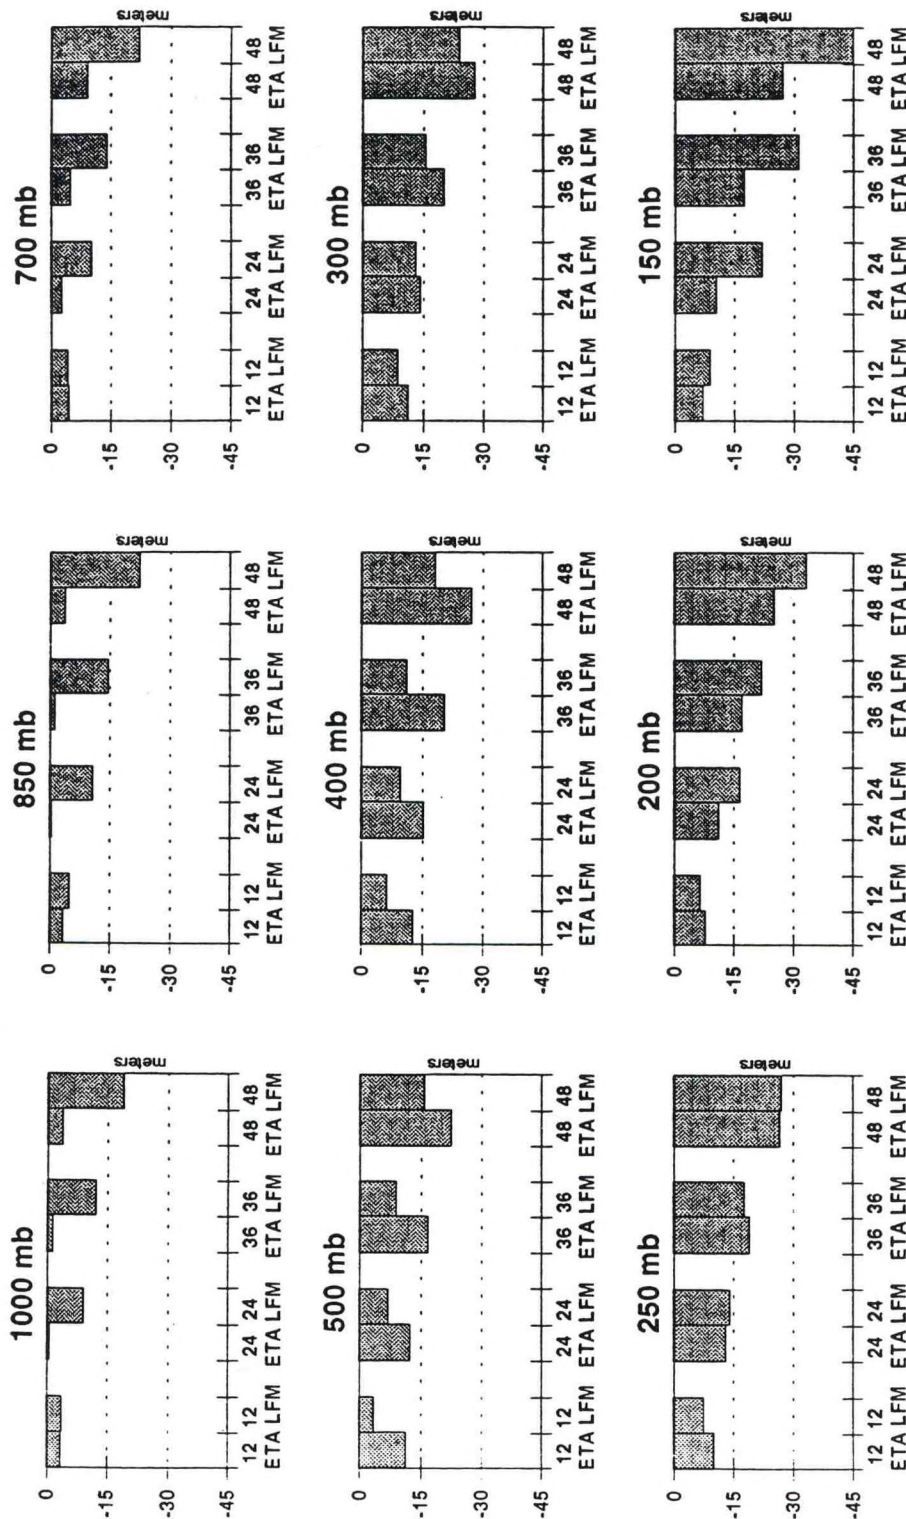 1000 mb
0
-15
-30
-45
meters
12 12 24 24 36 36 48 48
ETA LFM ETA LFM ETA LFM ETA LFM
850 mb
0
-15
-30
-45
meters
12 12 24 24 36 36 48 48
ETA LFM ETA LFM ETA LFM ETA LFM
700 mb
0
-15
-30
-45
meters
12 12 24 24 36 36 48 48
ETA LFM ETA LFM ETA LFM ETA LFM
500 mb
0
-15
-30
-45
meters
12 12 24 24 36 36 48 48
ETA LFM ETA LFM ETA LFM ETA LFM
400 mb
0
-15
-30
-45
meters
12 12 24 24 36 36 48 48
ETA LFM ETA LFM ETA LFM ETA LFM
300 mb
0
-15
-30
-45
meters
12 12 24 24 36 36 48 48
ETA LFM ETA LFM ETA LFM ETA LFM
250 mb
0
-15
-30
-45
meters
12 12 24 24 36 36 48 48
ETA LFM ETA LFM ETA LFM ETA LFM
200 mb
0
-15
-30
-45
meters
12 12 24 24 36 36 48 48
ETA LFM ETA LFM ETA LFM ETA LFM
150 mb
0
-15
-30
-45
meters
12 12 24 24 36 36 48 48
ETA LFM ETA LFM ETA LFM ETA LFM